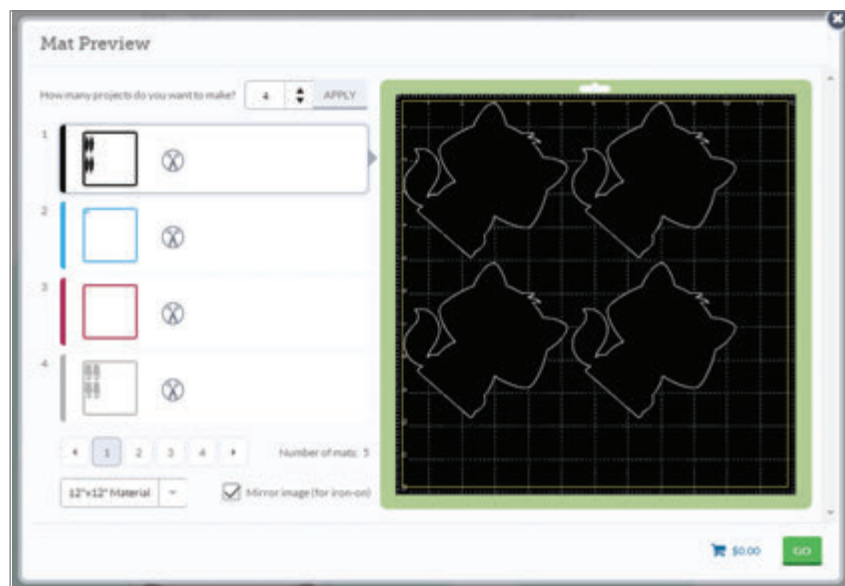 Mat Preview
How many projects do you want to make? 4 APPLY
1
2
3
4
1 2 3 4 Number of mats: 5
12"x12" Material Mirror image (for iron-on)
$0.00 GO